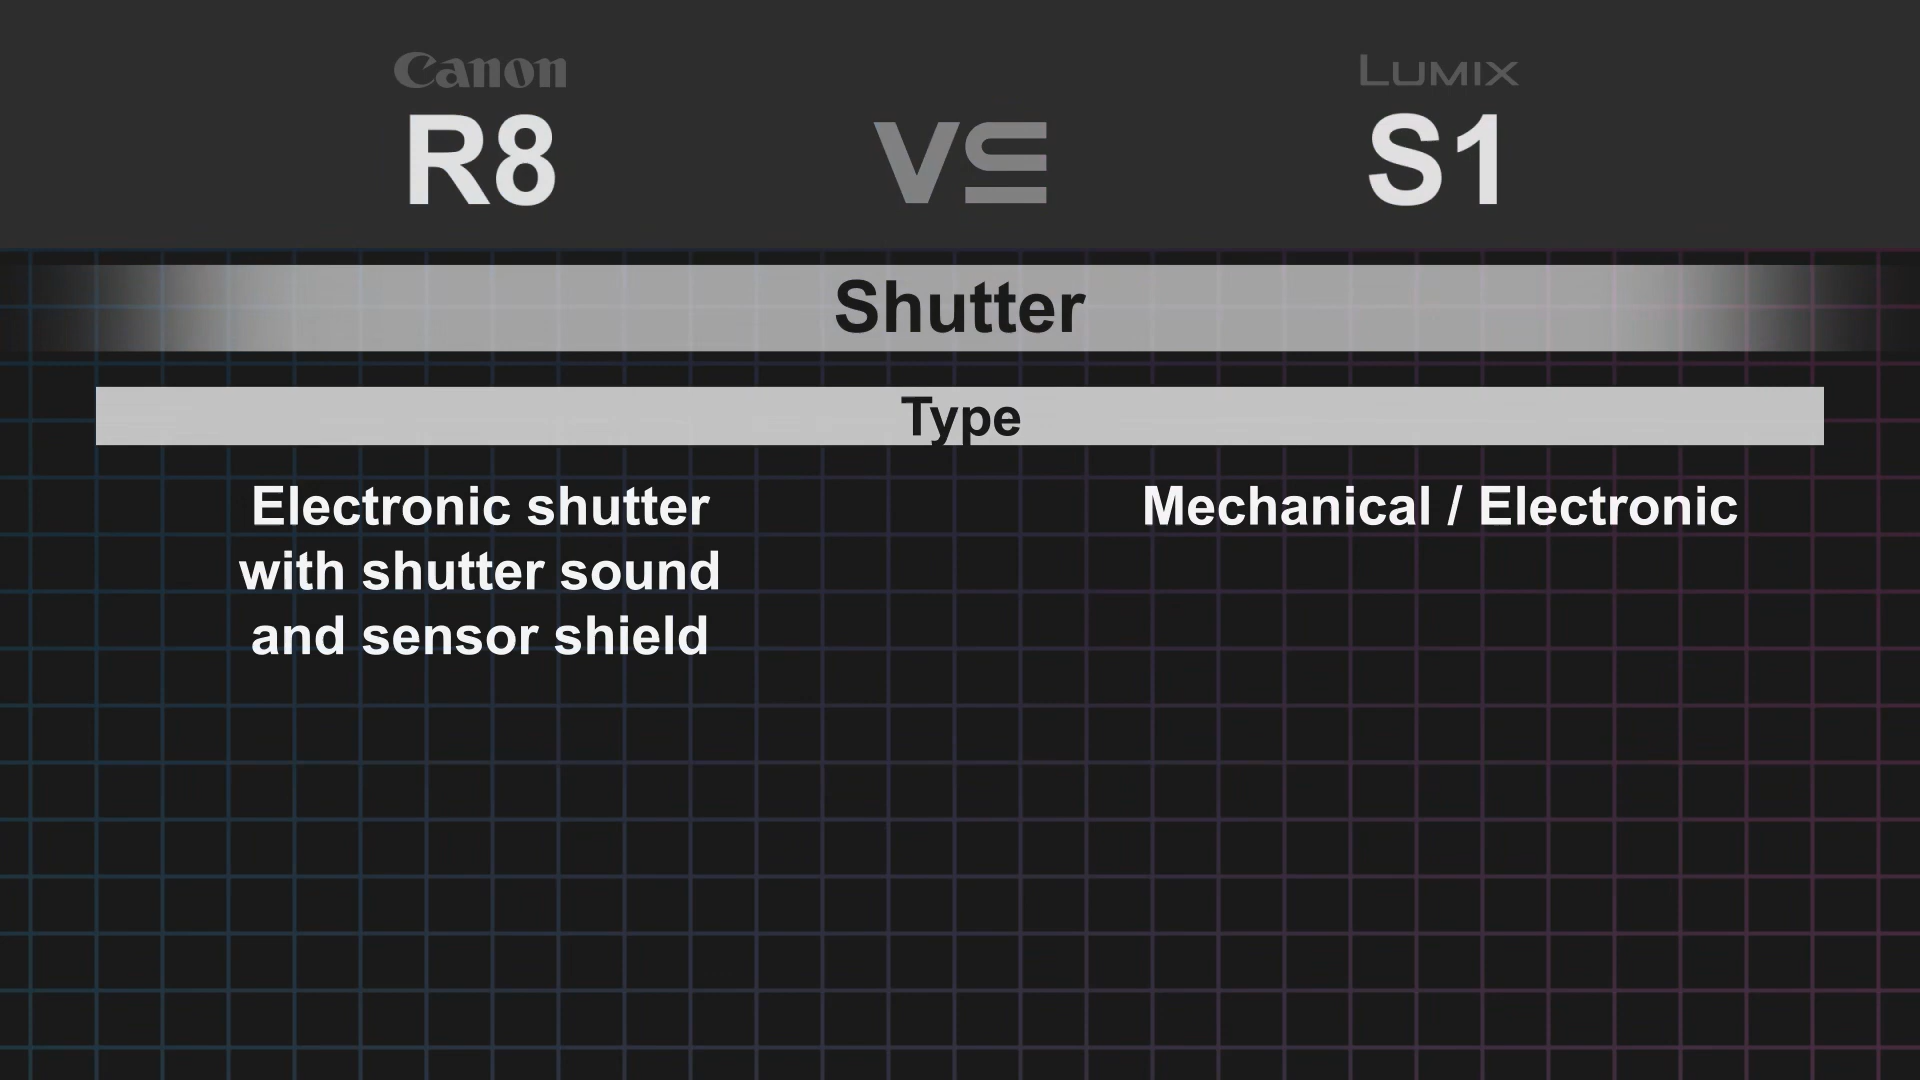 Canon
R8
VS
LUMIX
S1
Shutter
Type
Electronic shutter
with shutter sound
and sensor shield
Mechanical / Electronic